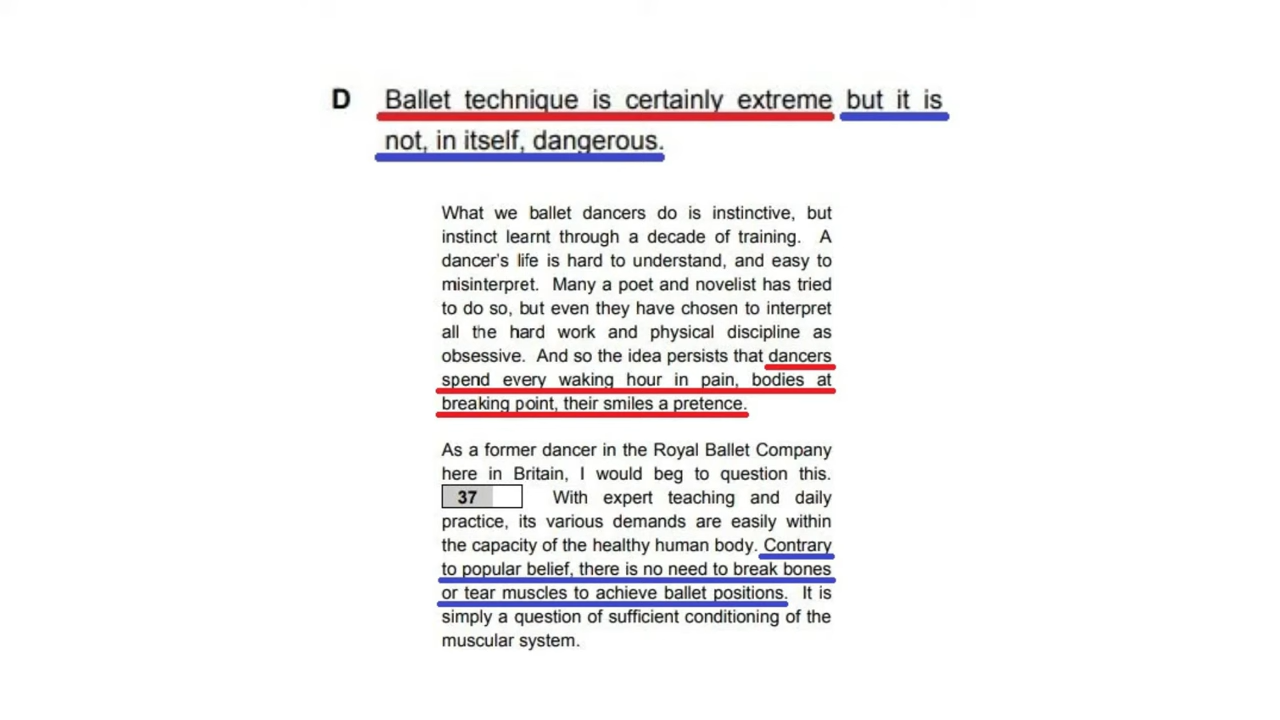 D Ballet technique is certainly extreme but it is
not, in itself, dangerous.
What we ballet dancers do is instinctive, but
instinct learnt through a decade of training. A
dancer's life is hard to understand, and easy to
misinterpret. Many a poet and novelist has tried
to do so, but even they have chosen to interpret
all the hard work and physical discipline as
obsessive. And so the idea persists that dancers
spend every waking hour in pain, bodies at
breaking point, their smiles a pretence.
As a former dancer in the Royal Ballet Company
here in Britain, I would beg to question this.
37 With expert teaching and daily
practice, its various demands are easily within
the capacity of the healthy human body. Contrary
to popular belief, there is no need to break bones
or tear muscles to achieve ballet positions. It is
simply a question of sufficient conditioning of the
muscular system.